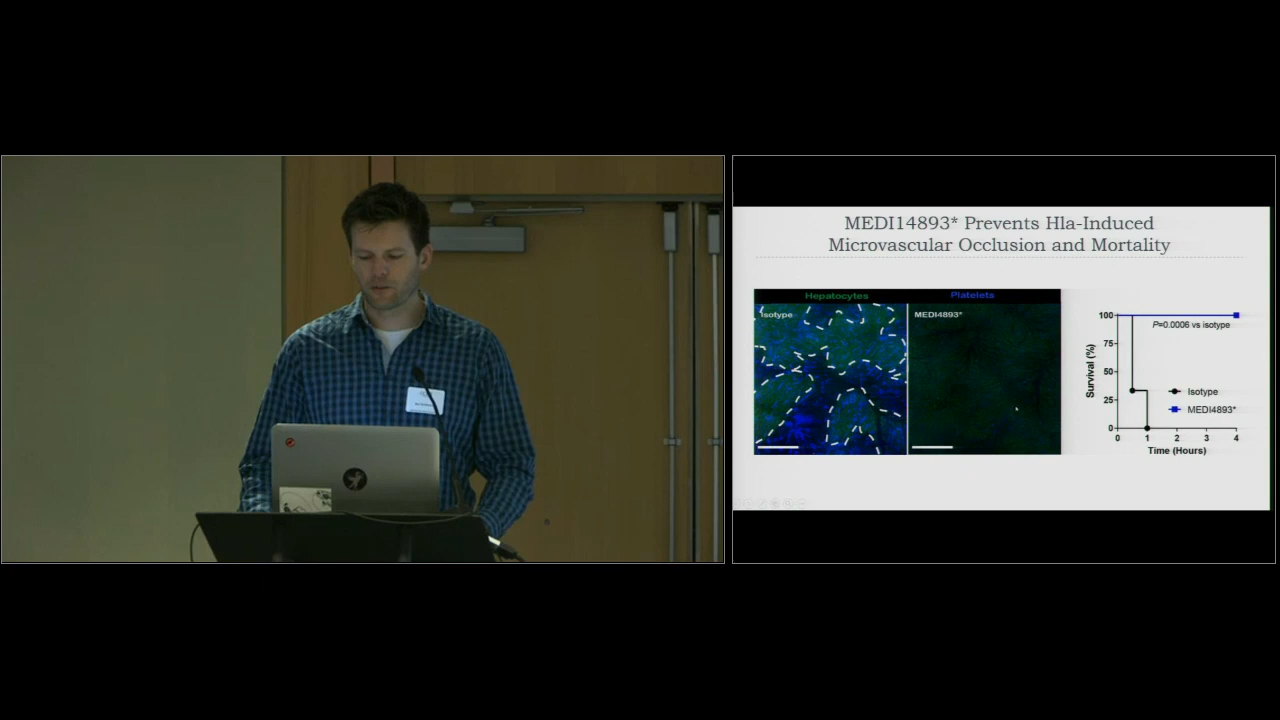 MEDI14893* Prevents Hla-Induced
Microvascular Occlusion and Mortality
Hepatocytes
Platelets
Isotype
MEDI4893*
P=0.0006 vs isotype
Isotype
MEDI4893*
Survival (%)
100
75
50
25
0
0
1
2
3
4
Time (Hours)